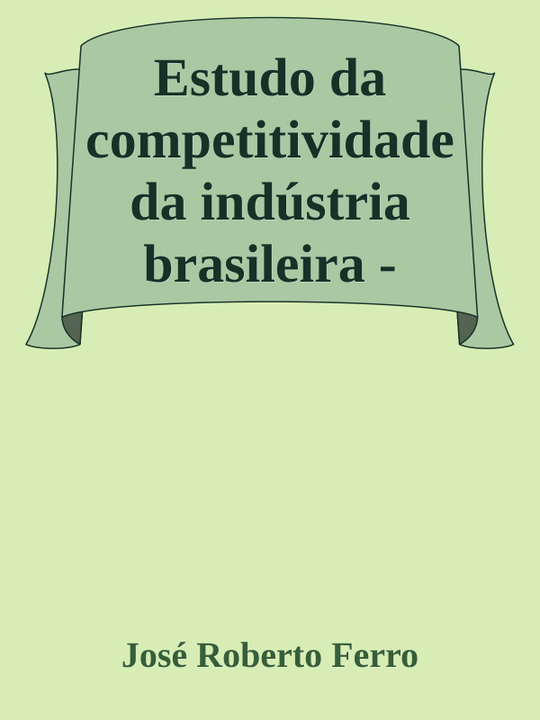 Estudo da
competitividade
da indústria
brasileira -
José Roberto Ferro